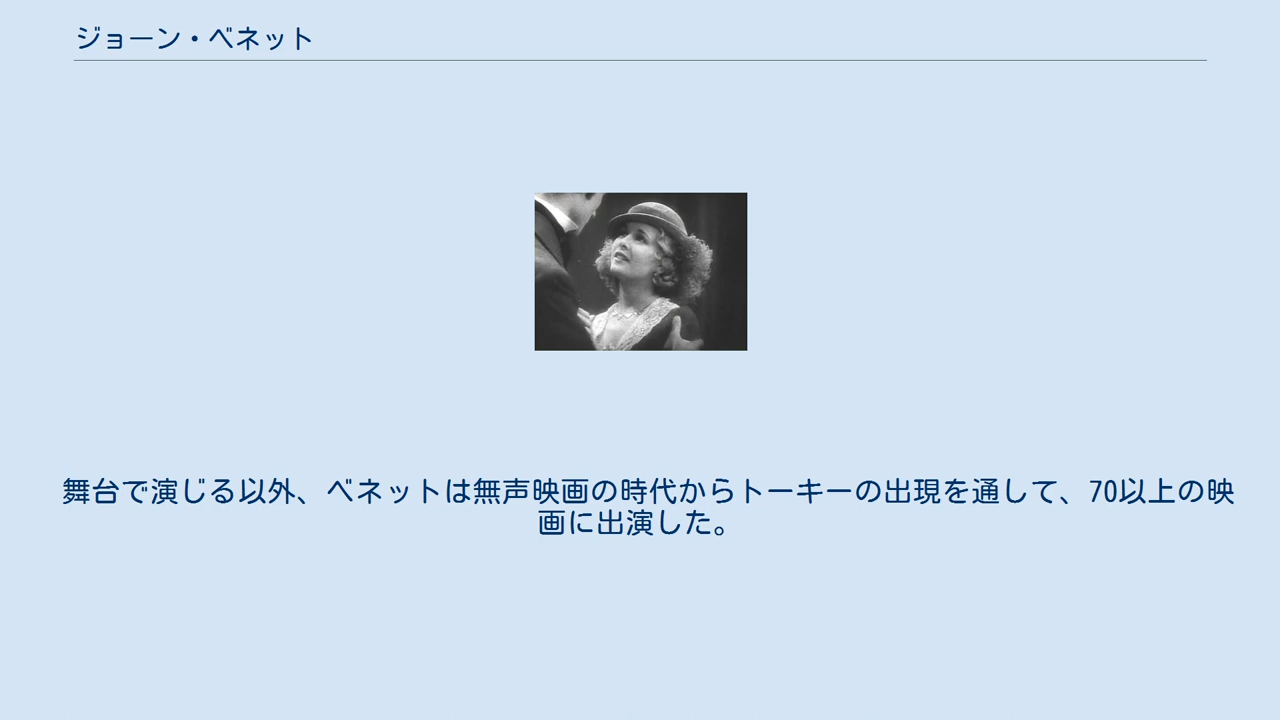 ジョーン・ベネット
舞台で演じる以外、ベネットは無声映画の時代からトーキーの出現を通して、70以上の映
画に出演した。